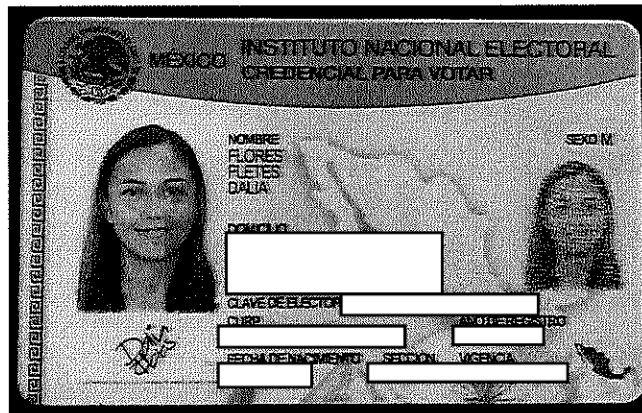 MÉXICO
INSTITUTO NACIONAL ELECTORAL
CREDENCIAL PARA VOTAR
NOMBRE
FLORES
FLETES
DALIA
SEXO M
DOMICILIO
CLAVE DE ELECTOR
CURP
AÑO DE REGISTRO
FECHA DE NACIMIENTO
SECCIÓN
VIGENCIA